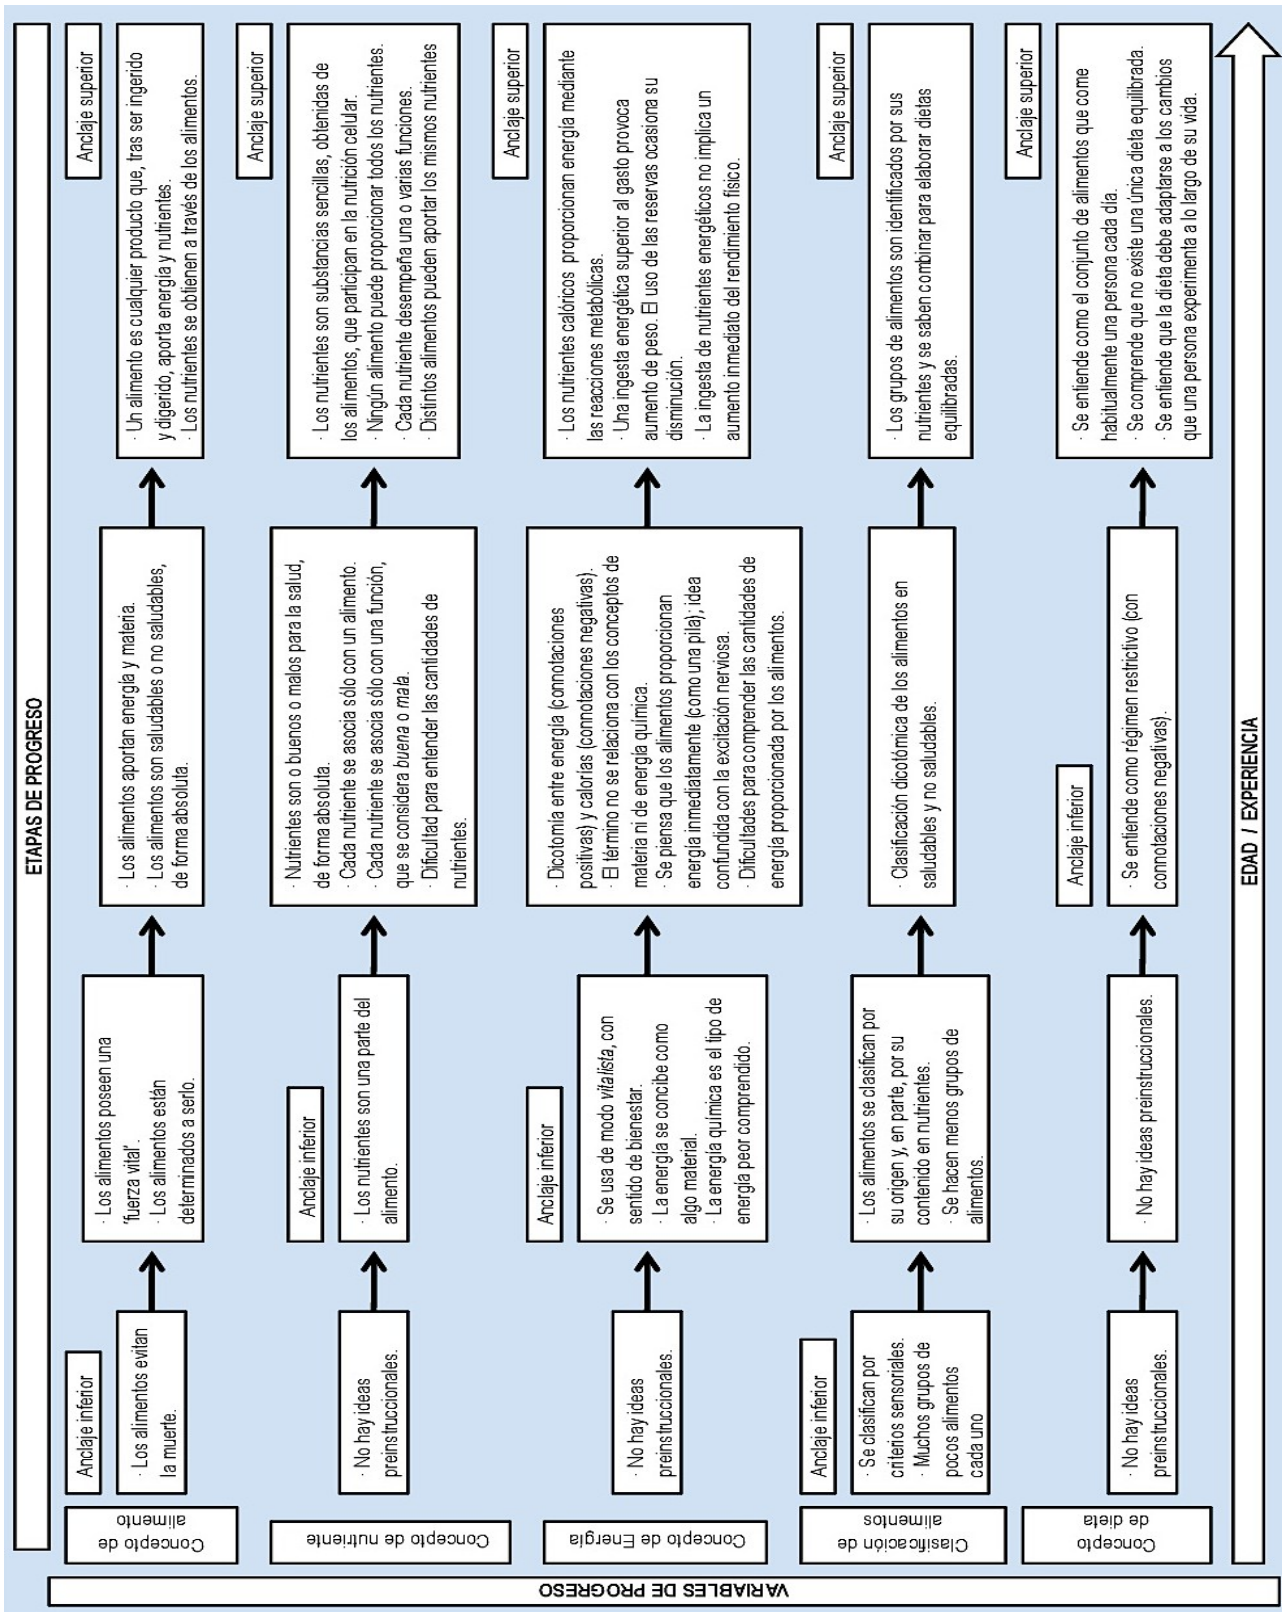 ETAPAS DE PROGRESO
VARIABLES DE PROGRESO
Concepto de
alimento
Anclaje inferior
· Los alimentos evitan
la muerte.
· Los alimentos poseen una
'fuerza vital'.
· Los alimentos están
determinados a serlo.
· Los alimentos aportan energía y materia.
· Los alimentos son saludables o no saludables,
de forma absoluta.
Anclaje superior
· Un alimento es cualquier producto que, tras ser ingerido
y digerido, aporta energía y nutrientes.
· Los nutrientes se obtienen a través de los alimentos.
Concepto de nutriente
· No hay ideas
preinstruccionales.
Anclaje inferior
· Los nutrientes son una parte del
alimento.
· Nutrientes son o buenos o malos para la salud,
de forma absoluta.
· Cada nutriente se asocia sólo con un alimento.
· Cada nutriente se asocia sólo con una función,
que se considera buena o mala.
· Dificultad para entender las cantidades de
nutrientes.
Anclaje superior
· Los nutrientes son substancias sencillas, obtenidas de
los alimentos, que participan en la nutrición celular.
· Ningún alimento puede proporcionar todos los nutrientes.
· Cada nutriente desempeña una o varias funciones.
· Distintos alimentos pueden aportar los mismos nutrientes
Concepto de Energía
· No hay ideas
preinstruccionales.
Anclaje inferior
· Se usa de modo vitalista, con
sentido de bienestar.
· La energía se concibe como
algo material.
· La energía química es el tipo de
energía peor comprendido.
· Dicotomía entre energía (connotaciones
positivas) y calorías (connotaciones negativas).
· El término no se relaciona con los conceptos de
materia ni de energía química.
· Se piensa que los alimentos proporcionan
energía inmediatamente (como una pila); idea
confundida con la excitación nerviosa.
· Dificultades para comprender las cantidades de
energía proporcionada por los alimentos.
Anclaje superior
· Los nutrientes calóricos proporcionan energía mediante
las reacciones metabólicas.
· Una ingesta energética superior al gasto provoca
aumento de peso. El uso de las reservas ocasiona su
disminución.
· La ingesta de nutrientes energéticos no implica un
aumento inmediato del rendimiento físico.
Clasificación de
alimentos
Anclaje inferior
· Se clasifican por
criterios sensoriales.
· Muchos grupos de
pocos alimentos
cada uno
· Los alimentos se clasifican por
su origen y, en parte, por su
contenido en nutrientes.
· Se hacen menos grupos de
alimentos.
· Clasificación dicotómica de los alimentos en
saludables y no saludables.
Anclaje superior
· Los grupos de alimentos son identificados por sus
nutrientes y se saben combinar para elaborar dietas
equilibradas.
Concepto
de dieta
· No hay ideas
preinstruccionales.
· No hay ideas preinstruccionales.
Anclaje inferior
· Se entiende como régimen restrictivo (con
connotaciones negativas).
Anclaje superior
· Se entiende como el conjunto de alimentos que come
habitualmente una persona cada día.
· Se comprende que no existe una única dieta equilibrada.
· Se entiende que la dieta debe adaptarse a los cambios
que una persona experimenta a lo largo de su vida.
EDAD / EXPERIENCIA